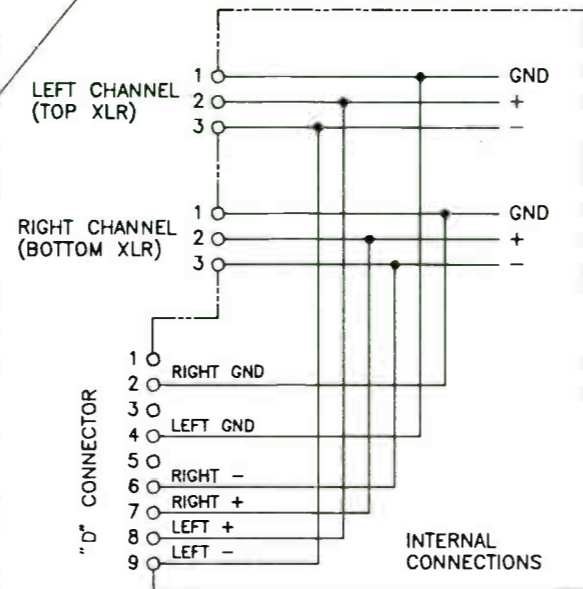 LEFT CHANNEL
(TOP XLR)
1 GND
2 +
3 −
RIGHT CHANNEL
(BOTTOM XLR)
1 GND
2 +
3 −
"D" CONNECTOR
1
2 RIGHT GND
3
4 LEFT GND
5
6 RIGHT −
7 RIGHT +
8 LEFT +
9 LEFT −
INTERNAL
CONNECTIONS